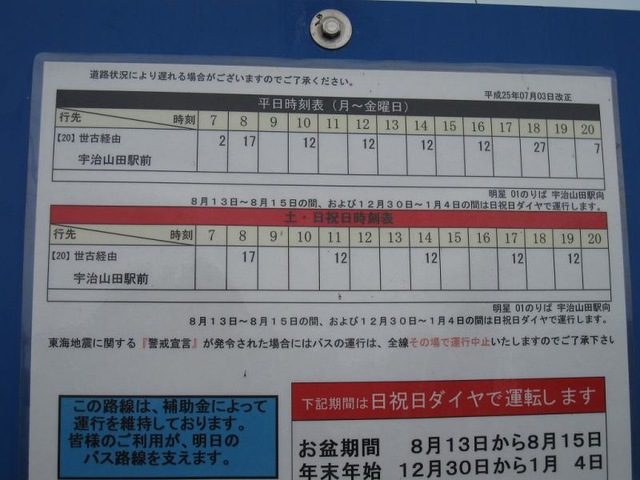 道路状況により遅れる場合がございますのでご了承ください。
平成25年07月03日改正
平日時刻表（月～金曜日）
行先 時刻 7 8 9 10 11 12 13 14 15 16 17 18 19 20
【20】世古経由 2 17 12 12 12 12 27 7
宇治山田駅前
明星 01のりば 宇治山田駅向
８月１３日～８月１５日の間、および１２月３０日～１月４日の間は日祝日ダイヤで運行します。
土・日祝日時刻表
行先 時刻 7 8 9 10 11 12 13 14 15 16 17 18 19 20
【20】世古経由 17 12 12 12 12
宇治山田駅前
明星 01のりば 宇治山田駅向
８月１３日～８月１５日の間、および１２月３０日～１月４日の間は日祝日ダイヤで運行します。
東海地震に関する『警戒宣言』が発令された場合にはバスの運行は、全線その場で運行中止いたしますのでご了承下さい
この路線は、補助金によって
運行を維持しております。
皆様のご利用が、明日の
バス路線を支えます。
下記期間は日祝日ダイヤで運転します
お盆期間 8月13日から8月15日
年末年始 12月30日から1月 4日